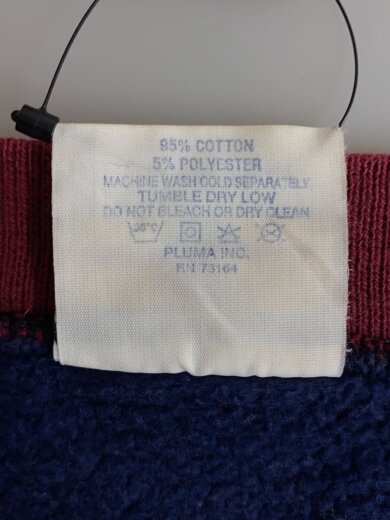 95% COTTON
5% POLYESTER
MACHINE WASH COLD SEPARATELY
TUMBLE DRY LOW
DO NOT BLEACH OR DRY CLEAN
PLUMA INC.
RN 73164